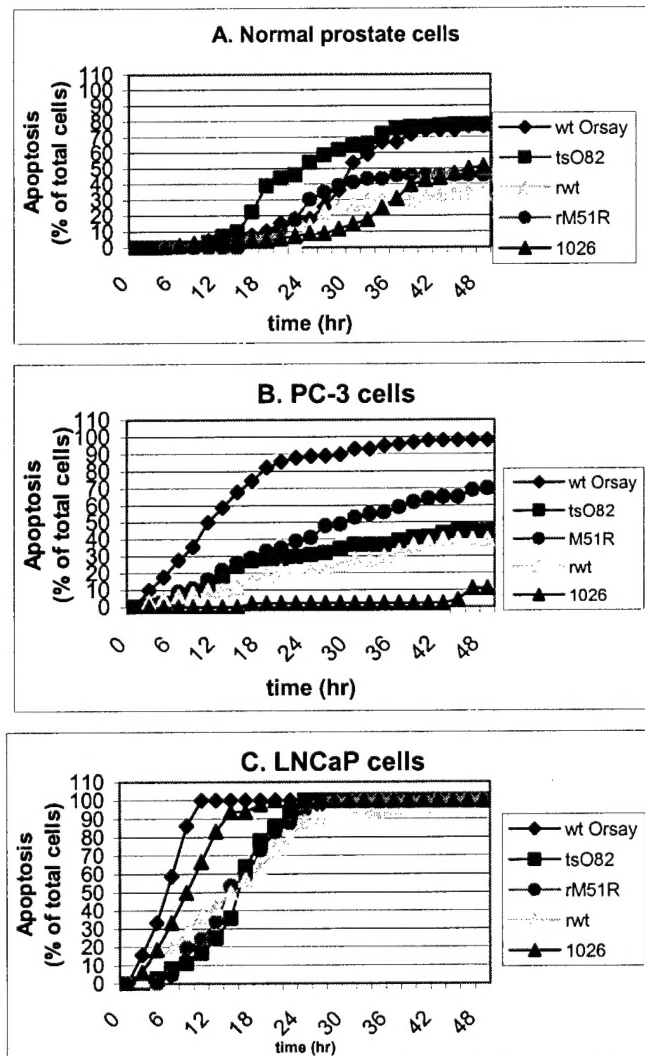 A. Normal prostate cells
Apoptosis
(% of total cells)
110
100
90
80
70
60
50
40
30
20
10
0
0
6
12
18
24
30
36
42
48
time (hr)
wt Orsay
tsO82
rwt
rM51R
1026
B. PC-3 cells
Apoptosis
(% of total cells)
110
100
90
80
70
60
50
40
30
20
10
0
0
6
12
18
24
30
36
42
48
time (hr)
wt Orsay
tsO82
M51R
rwt
1026
C. LNCaP cells
Apoptosis
(% of total cells)
110
100
90
80
70
60
50
40
30
20
10
0
0
6
12
18
24
30
36
42
48
time (hr)
wt Orsay
tsO82
rM51R
rwt
1026